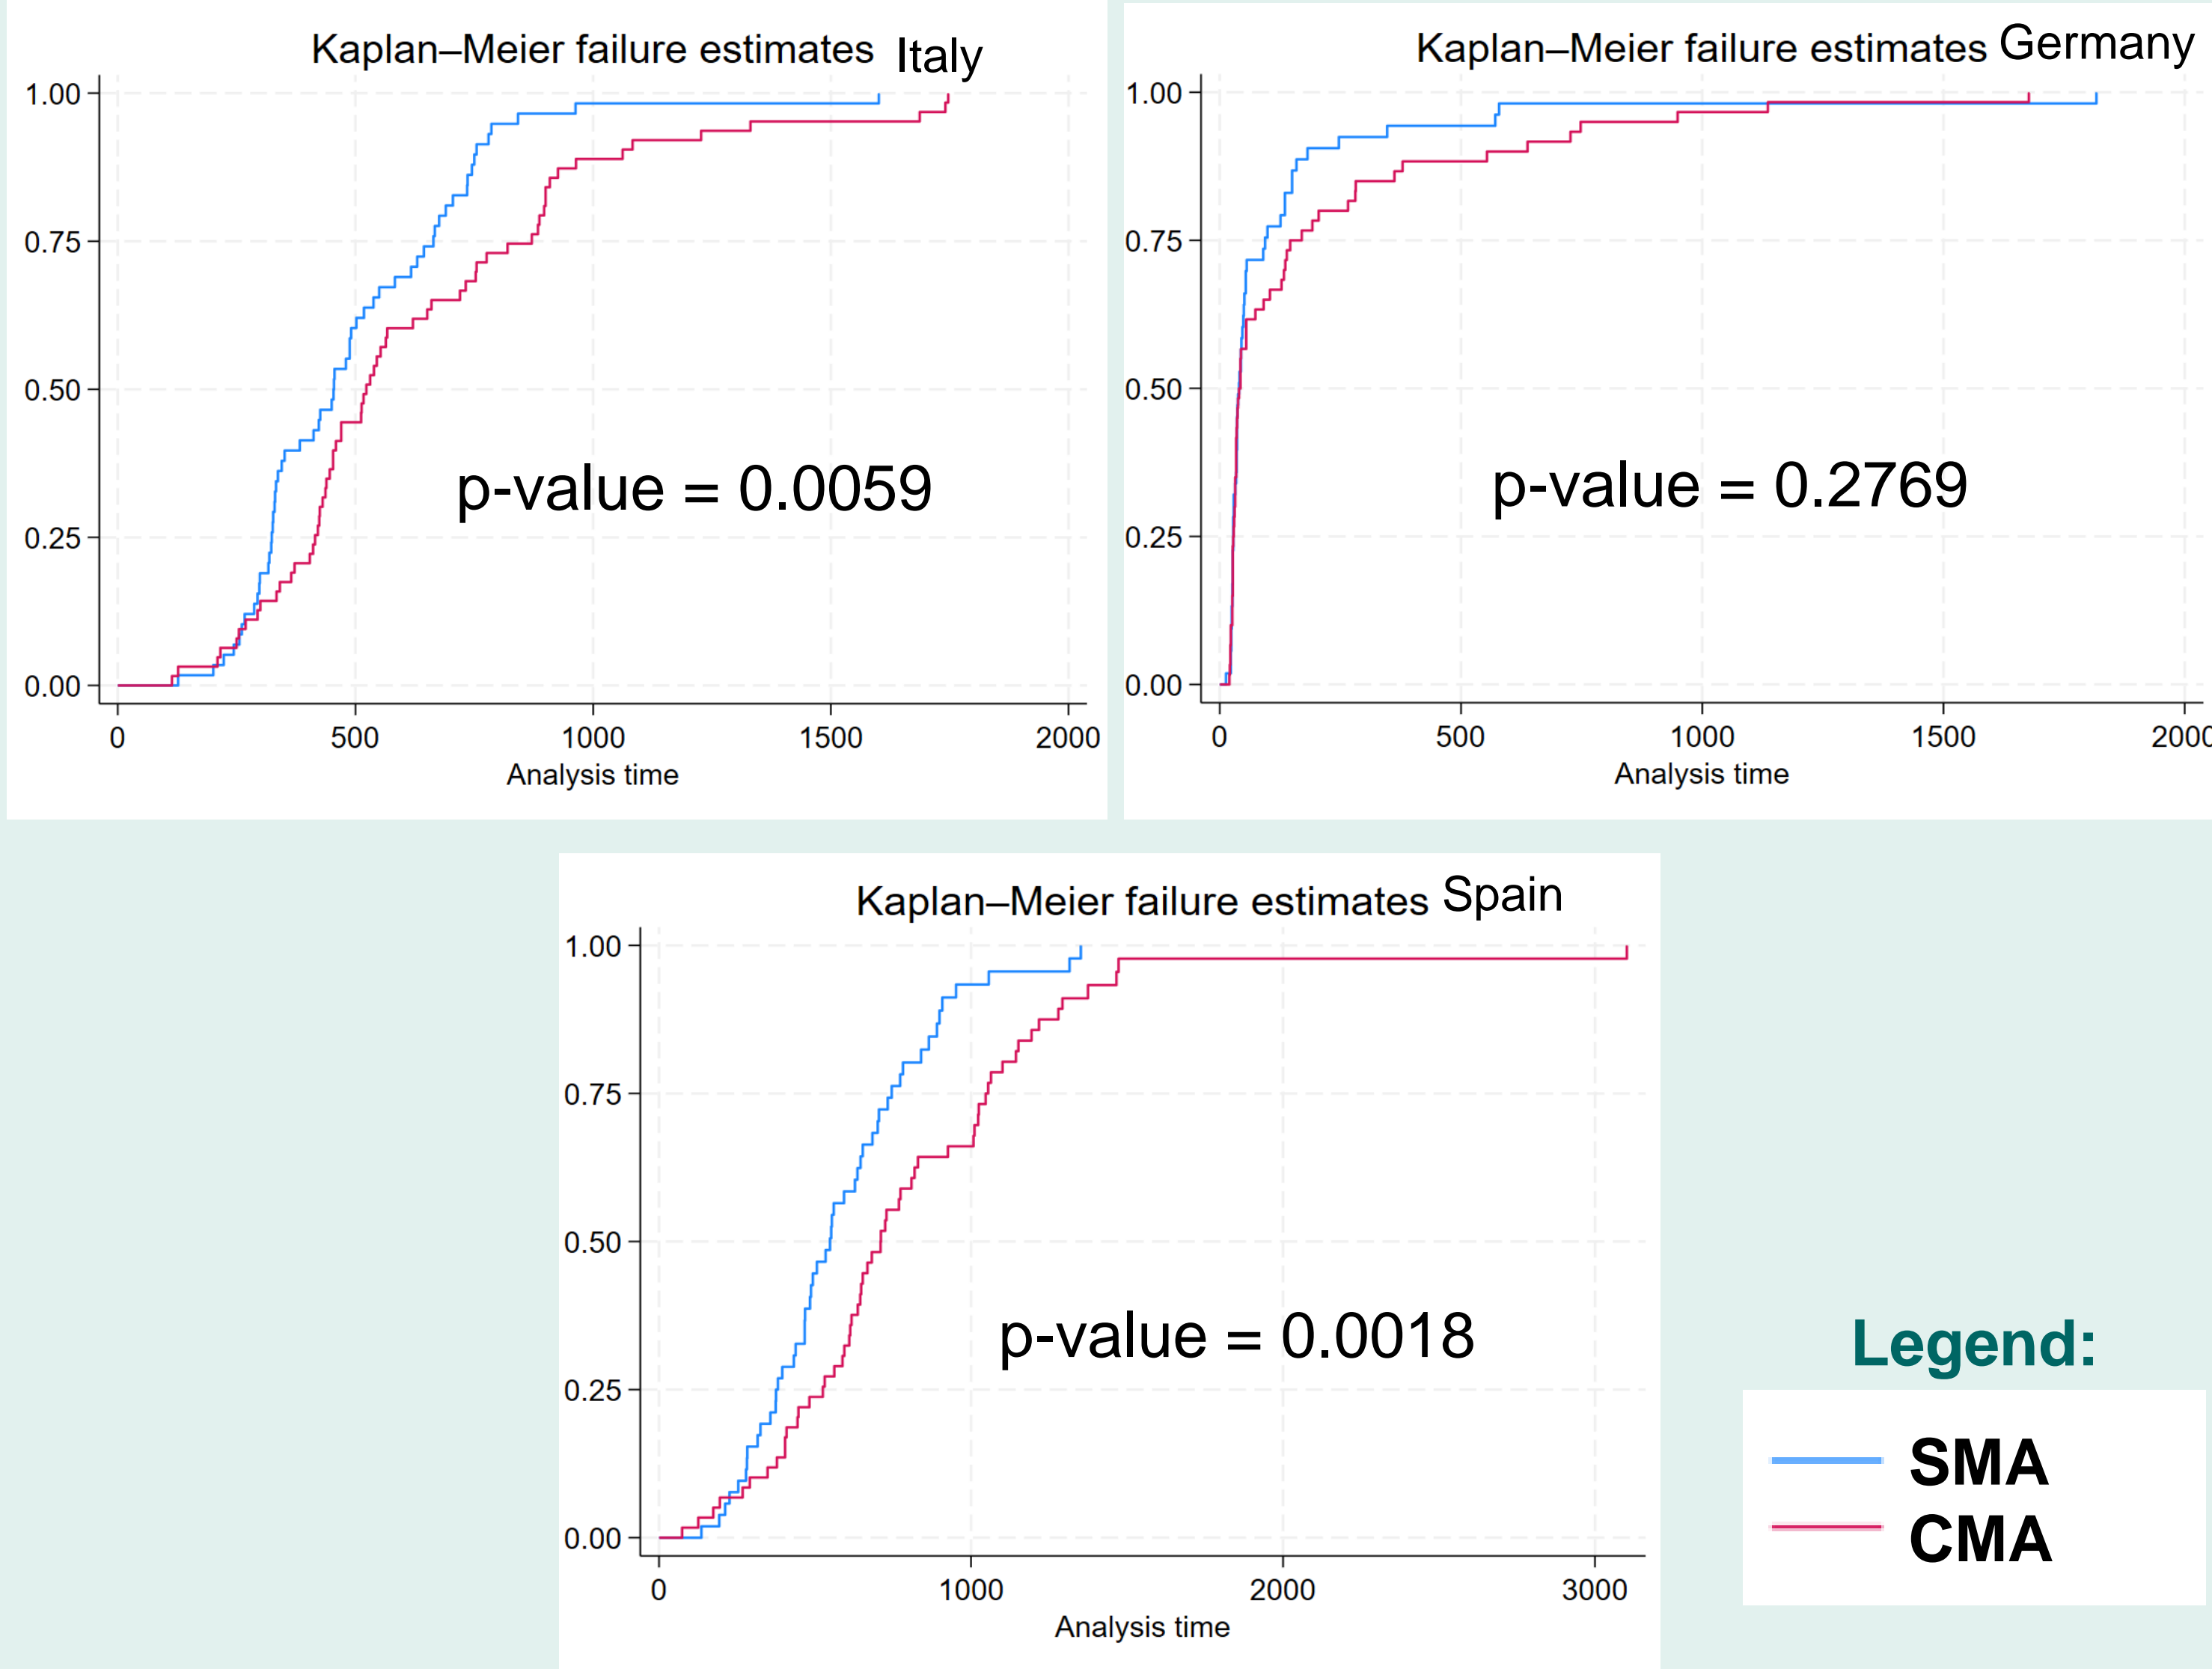 Kaplan–Meier failure estimates Italy
1.00
0.75
0.50
0.25
0.00
p-value = 0.0059
0 500 1000 1500 2000
Analysis time
Kaplan–Meier failure estimates Germany
1.00
0.75
0.50
0.25
0.00
p-value = 0.2769
0 500 1000 1500 2000
Analysis time
Kaplan–Meier failure estimates Spain
1.00
0.75
0.50
0.25
0.00
p-value = 0.0018
0 1000 2000 3000
Analysis time
Legend:
SMA
CMA